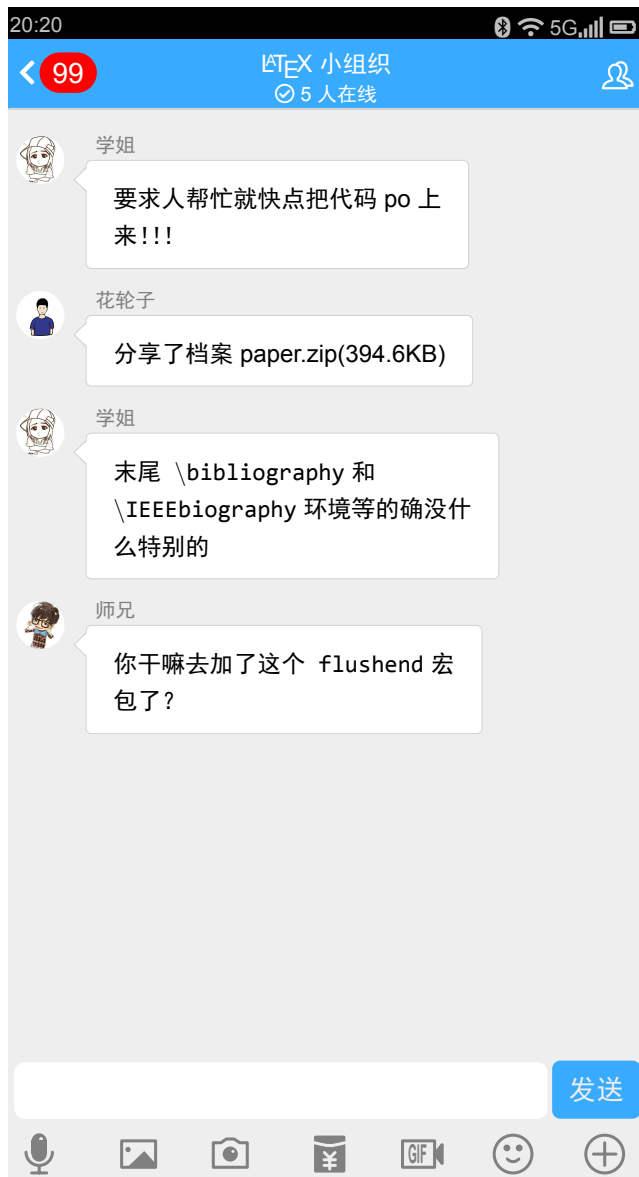 20:20
5G
99
LATEX 小组织
5 人在线
学姐
要求人帮忙就快点把代码 po 上
来!!!
花轮子
分享了档案 paper.zip(394.6KB)
学姐
末尾 \bibliography 和
\IEEEbiography 环境等的确没什
么特别的
师兄
你干嘛去加了这个 flushend 宏
包了？
发送
¥
GIF